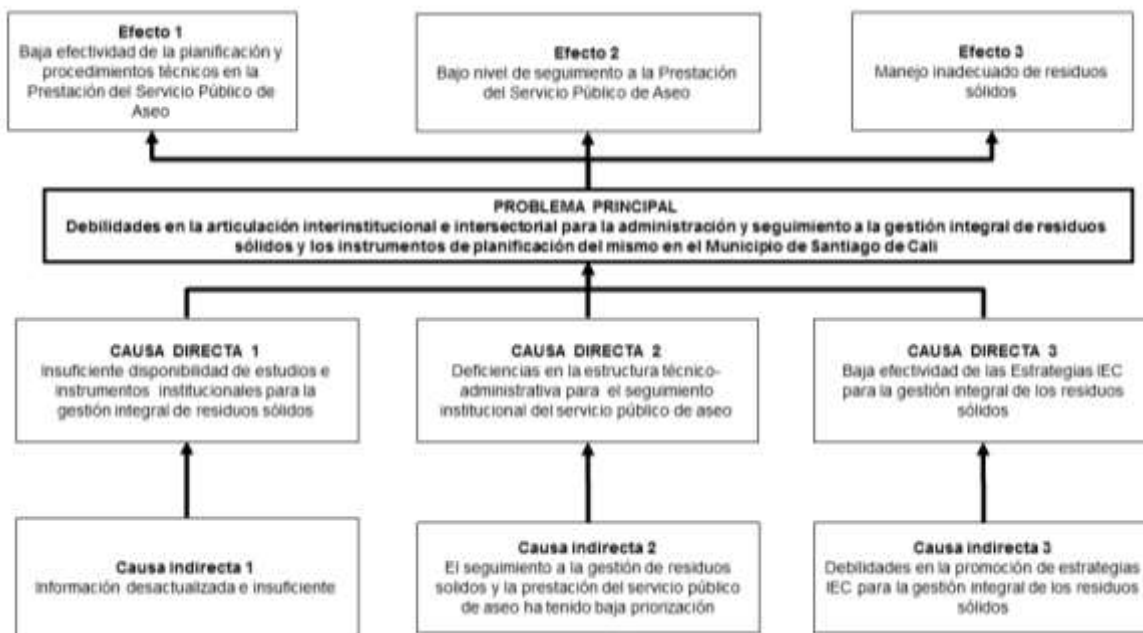 Efecto 1
Baja efectividad de la planificación y
procedimientos técnicos en la
Prestación del Servicio Público de
Aseo
Efecto 2
Bajo nivel de seguimiento a la Prestación
del Servicio Público de Aseo
Efecto 3
Manejo inadecuado de residuos
sólidos
PROBLEMA PRINCIPAL
Debilidades en la articulación interinstitucional e intersectorial para la administración y seguimiento a la gestión integral de residuos
sólidos y los instrumentos de planificación del mismo en el Municipio de Santiago de Cali
CAUSA DIRECTA 1
Insuficiente disponibilidad de estudios e
instrumentos institucionales para la
gestión integral de residuos sólidos
CAUSA DIRECTA 2
Deficiencias en la estructura técnico-
administrativa para el seguimiento
institucional del servicio público de aseo
CAUSA DIRECTA 3
Baja efectividad de las Estrategias IEC
para la gestión integral de los residuos
sólidos
Causa indirecta 1
Información desactualizada e insuficiente
Causa indirecta 2
El seguimiento a la gestión de residuos
solidos y la prestación del servicio público
de aseo ha tenido baja priorización
Causa indirecta 3
Debilidades en la promoción de estrategias
IEC para la gestión integral de los residuos
sólidos